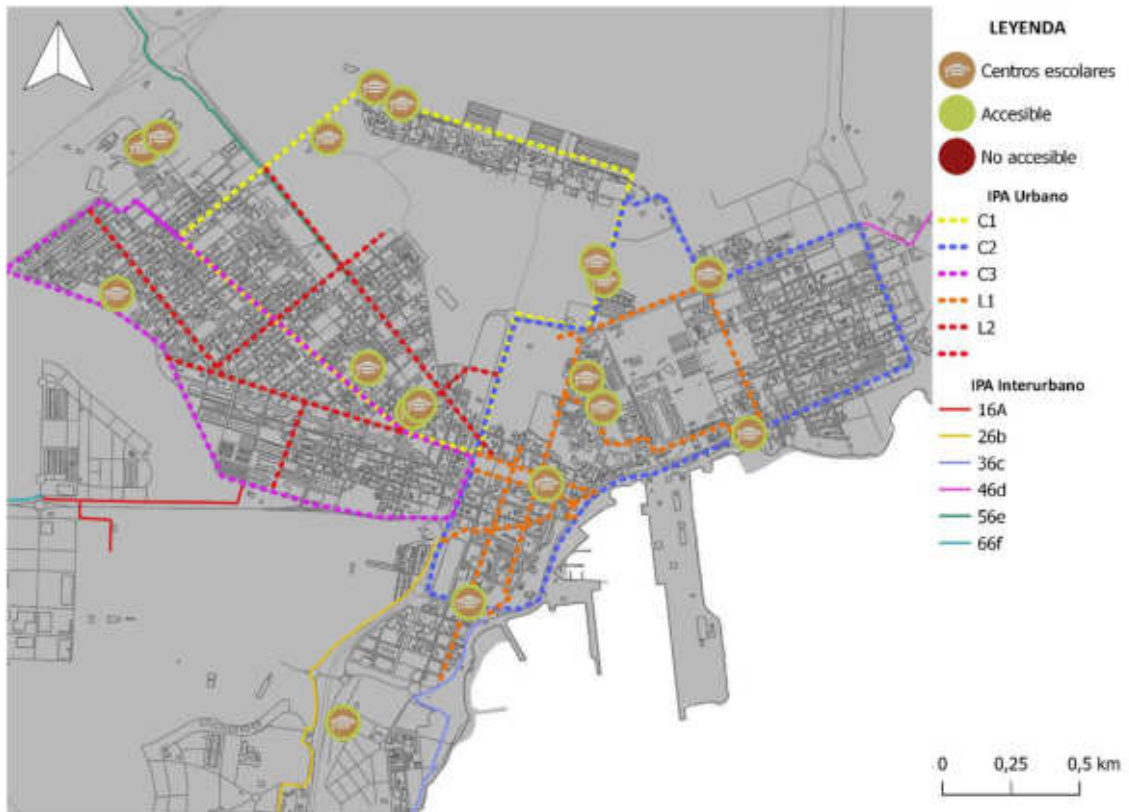 LEYENDA
Centros escolares
Accesible
No accesible
IPA Urbano
C1
C2
C3
L1
L2
IPA Interurbano
16A
26b
36c
46d
56e
66f
0 0,25 0,5 km